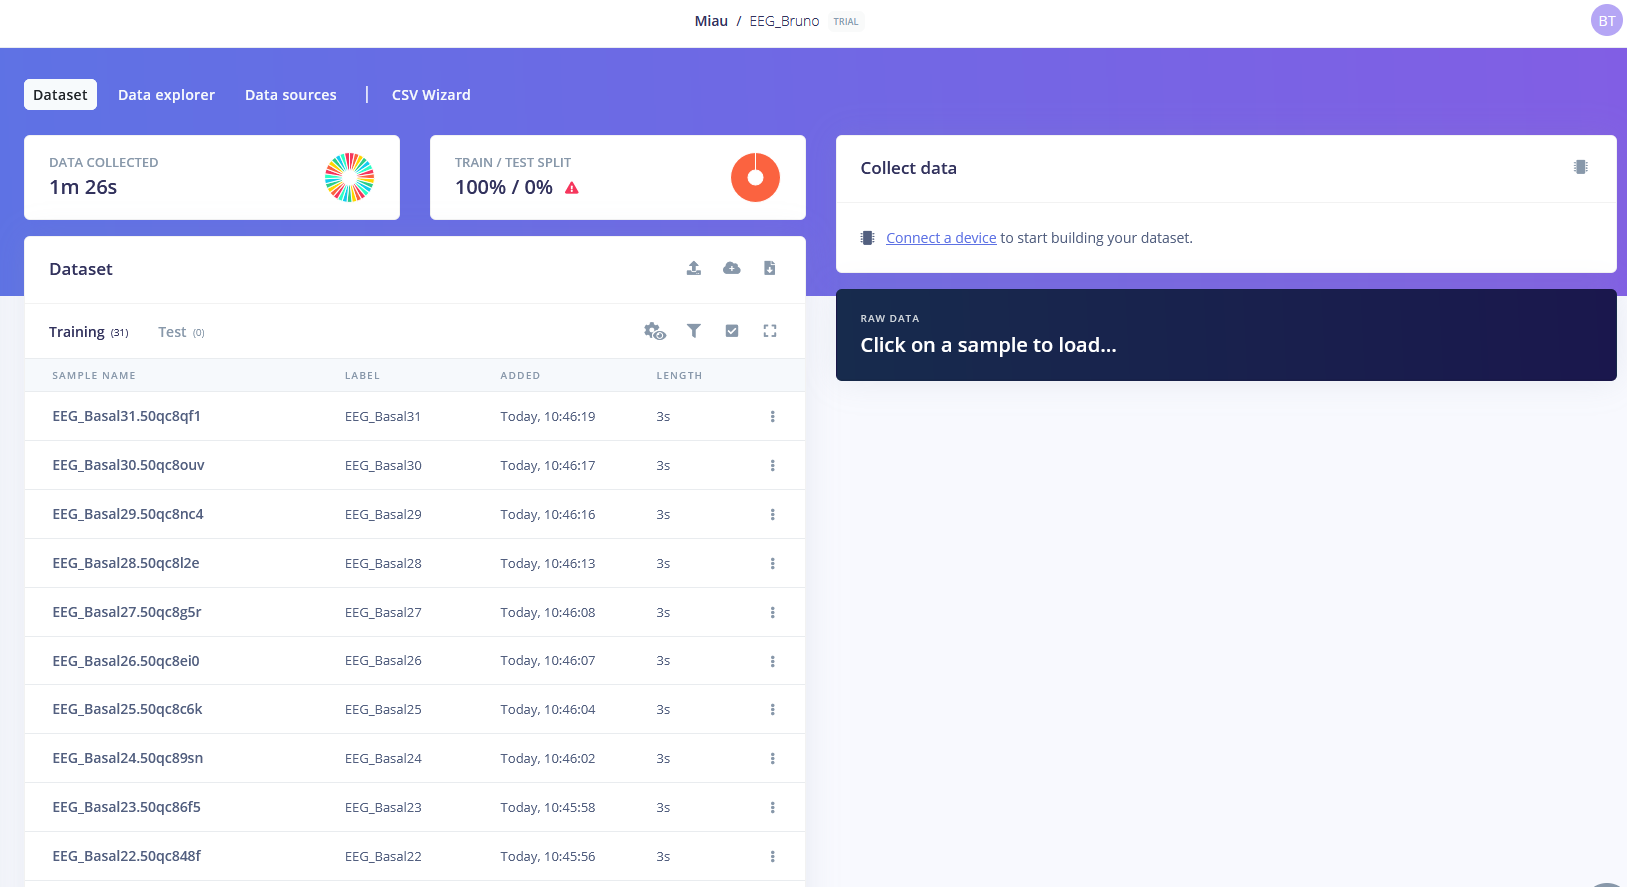 Miau / EEG_Bruno TRIAL
BT
Dataset Data explorer Data sources | CSV Wizard
DATA COLLECTED
1m 26s
TRAIN / TEST SPLIT
100% / 0%
Collect data
Connect a device to start building your dataset.
RAW DATA
Click on a sample to load...
Dataset
Training (31) Test (0)
SAMPLE NAME LABEL ADDED LENGTH
EEG_Basal31.50qc8qf1 EEG_Basal31 Today, 10:46:19 3s
EEG_Basal30.50qc8ouv EEG_Basal30 Today, 10:46:17 3s
EEG_Basal29.50qc8nc4 EEG_Basal29 Today, 10:46:16 3s
EEG_Basal28.50qc8l2e EEG_Basal28 Today, 10:46:13 3s
EEG_Basal27.50qc8g5r EEG_Basal27 Today, 10:46:08 3s
EEG_Basal26.50qc8ei0 EEG_Basal26 Today, 10:46:07 3s
EEG_Basal25.50qc8c6k EEG_Basal25 Today, 10:46:04 3s
EEG_Basal24.50qc89sn EEG_Basal24 Today, 10:46:02 3s
EEG_Basal23.50qc86f5 EEG_Basal23 Today, 10:45:58 3s
EEG_Basal22.50qc848f EEG_Basal22 Today, 10:45:56 3s